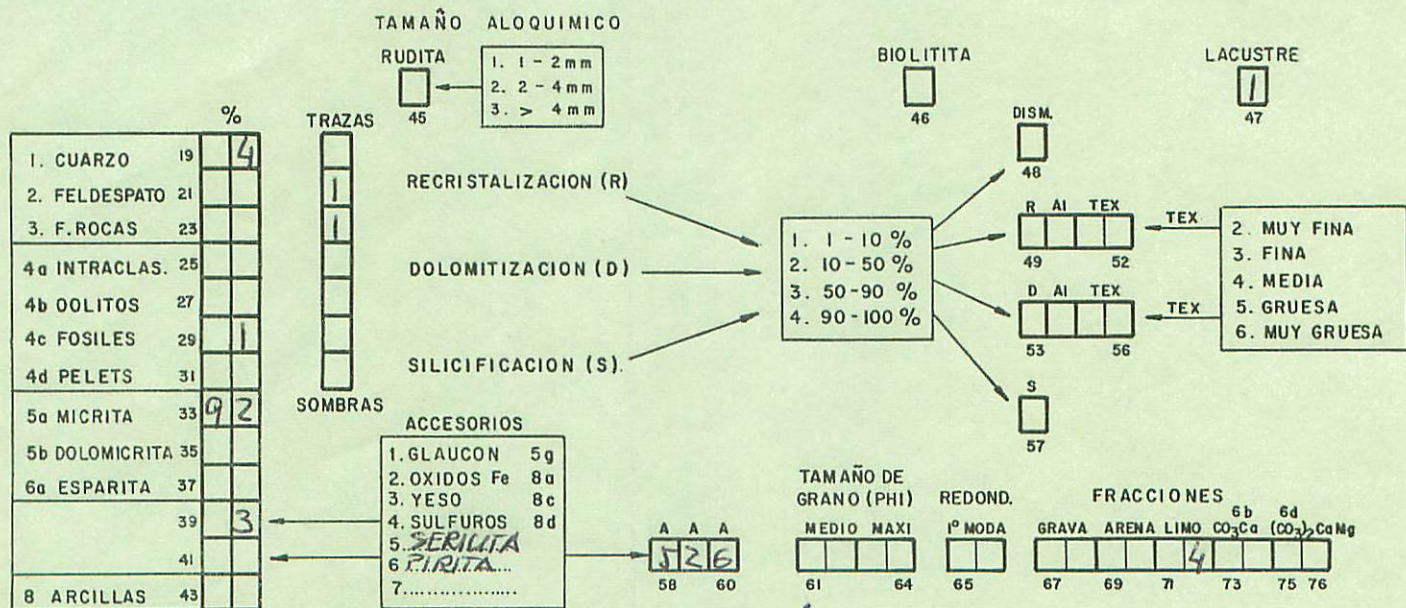 TAMAÑO ALOQUIMICO
RUDITA
45
1. 1 - 2 mm
2. 2 - 4 mm
3. > 4 mm
BIOLITITA
46
LACUSTRE
1
47
%
TRAZAS
SOMBRAS
1. CUARZO 19 4
2. FELDESPATO 21 1
3. F. ROCAS 23 1
4a INTRACLAS. 25
4b OOLITOS 27
4c FOSILES 29 1
4d PELETS 31
5a MICRITA 33 9 2
5b DOLOMICRITA 35
6a ESPARITA 37
39 3
41
8 ARCILLAS 43
RECRISTALIZACION (R)
DOLOMITIZACION (D)
SILICIFICACION (S).
1. 1 - 10 %
2. 10 - 50 %
3. 50 - 90 %
4. 90 - 100 %
DISM.
48
R AI TEX
49 52
TEX
D AI TEX
53 56
TEX
S
57
2. MUY FINA
3. FINA
4. MEDIA
5. GRUESA
6. MUY GRUESA
ACCESORIOS
1. GLAUCON 5g
2. OXIDOS Fe 8a
3. YESO 8c
4. SULFUROS 8d
5. SERICITA
6 PIRITA...
7..................
A A A
5 2 6
58 60
TAMAÑO DE
GRANO (PHI)
MEDIO MAXI
61 64
REDOND.
1º MODA
65
FRACCIONES
6b 6d
GRAVA ARENA LIMO CO3Ca (CO3)2CaMg
4
67 69 71 73 75 76